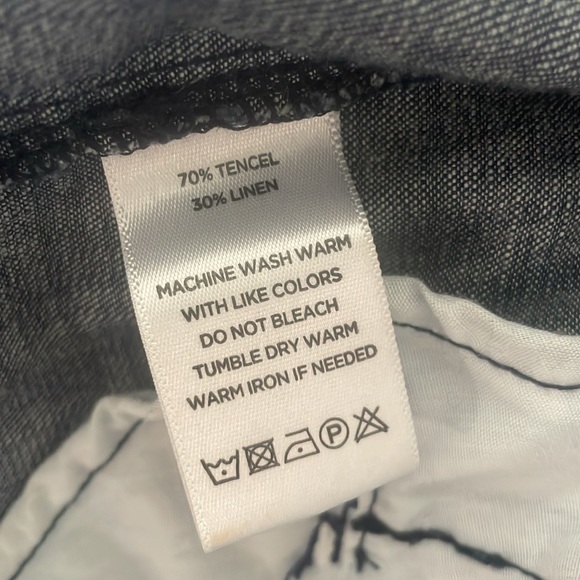 70% TENCEL
30% LINEN
MACHINE WASH WARM
WITH LIKE COLORS
DO NOT BLEACH
TUMBLE DRY WARM
WARM IRON IF NEEDED
P